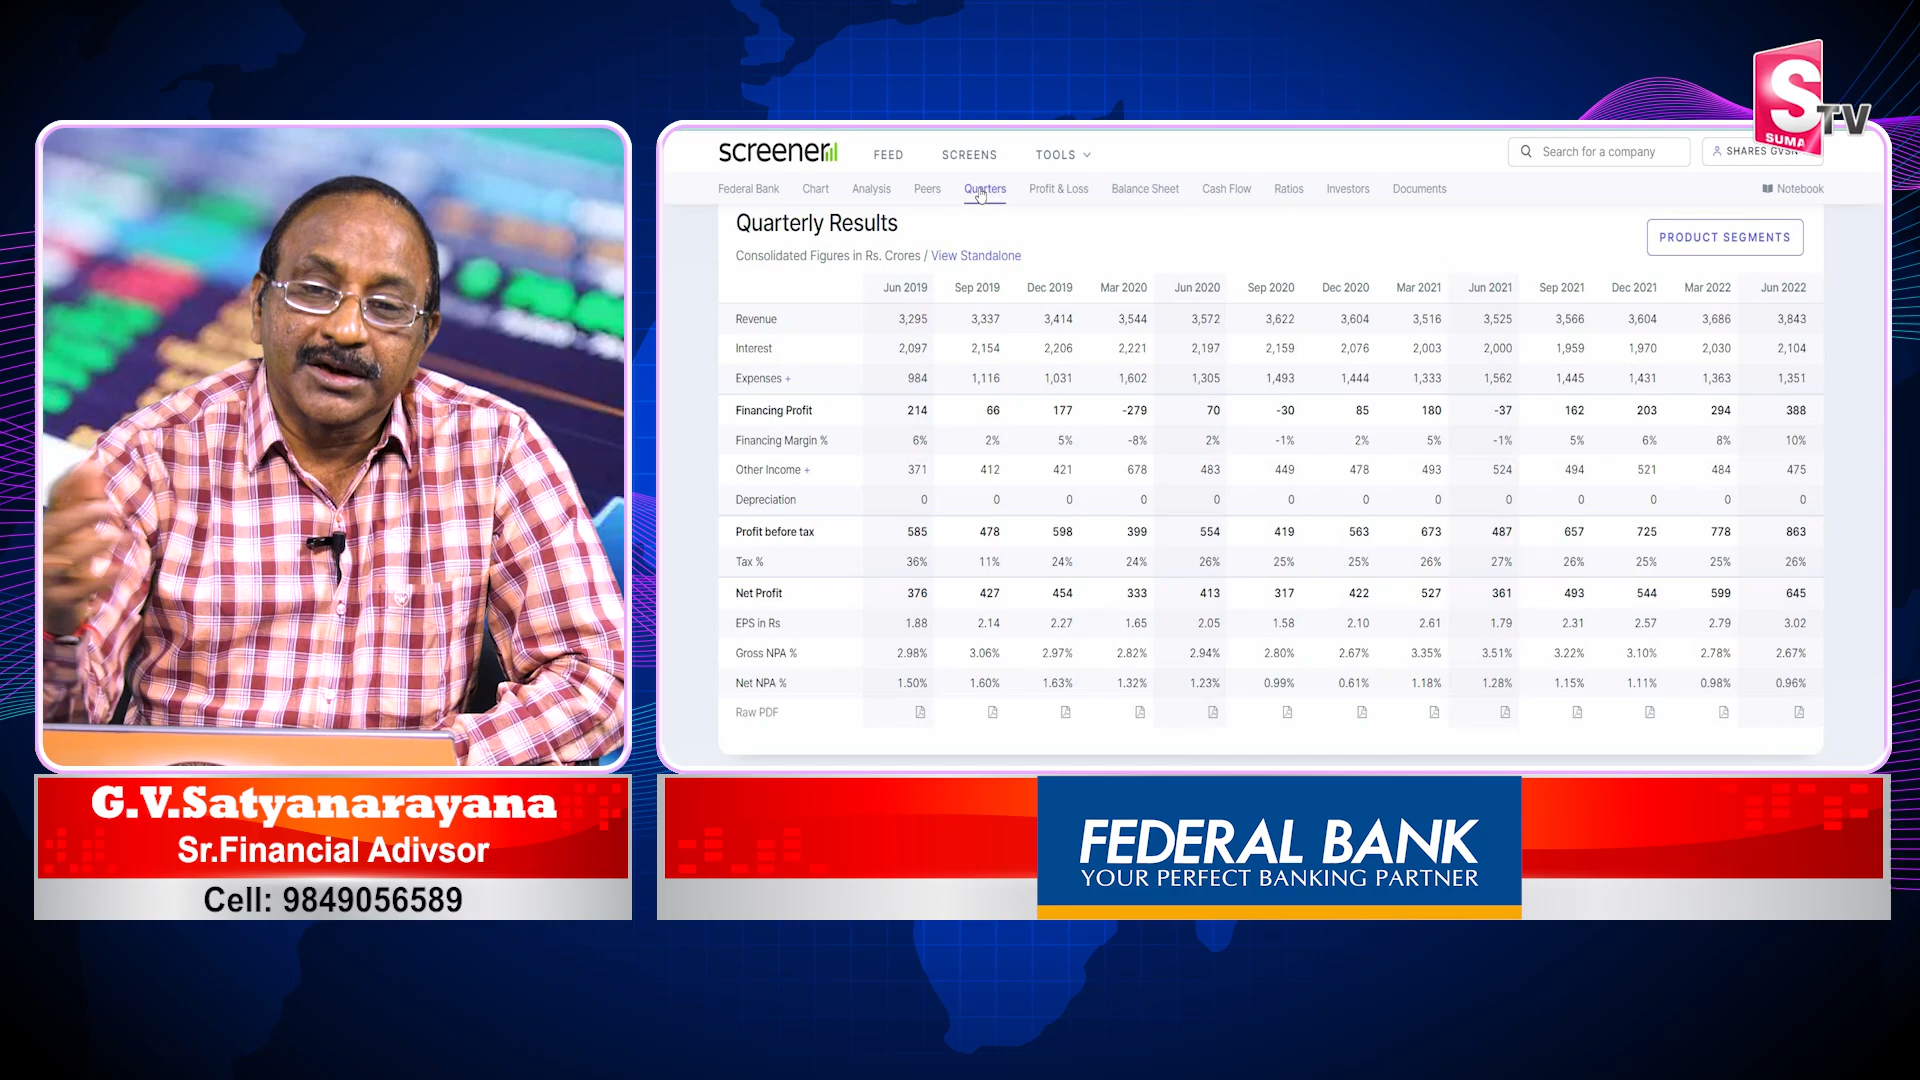 S
TV
SUMA
screener
FEED SCREENS TOOLS
Search for a company
Federal Bank Chart Analysis Peers Quarters Profit & Loss Balance Sheet Cash Flow Ratios Investors Documents Notebook
Quarterly Results
PRODUCT SEGMENTS
Consolidated Figures in Rs. Crores / View Standalone
Jun 2019 Sep 2019 Dec 2019 Mar 2020 Jun 2020 Sep 2020 Dec 2020 Mar 2021 Jun 2021 Sep 2021 Dec 2021 Mar 2022 Jun 2022
Revenue 3,295 3,337 3,414 3,544 3,572 3,622 3,604 3,516 3,525 3,566 3,604 3,686 3,843
Interest 2,097 2,154 2,206 2,221 2,197 2,159 2,076 2,003 2,000 1,959 1,970 2,030 2,104
Expenses + 984 1,116 1,031 1,602 1,305 1,493 1,444 1,333 1,562 1,445 1,431 1,363 1,351
Financing Profit 214 66 177 -279 70 -30 85 180 -37 162 203 294 388
Financing Margin % 6% 2% 5% -8% 2% -1% 2% 5% -1% 5% 6% 8% 10%
Other Income + 371 412 421 678 483 449 478 493 524 494 521 484 475
Depreciation 0 0 0 0 0 0 0 0 0 0 0 0 0
Profit before tax 585 478 598 399 554 419 563 673 487 657 725 778 863
Tax % 36% 11% 24% 24% 26% 25% 25% 26% 27% 26% 25% 25% 26%
Net Profit 376 427 454 333 413 317 422 527 361 493 544 599 645
EPS in Rs 1.88 2.14 2.27 1.65 2.05 1.58 2.10 2.61 1.79 2.31 2.57 2.79 3.02
Gross NPA % 2.98% 3.06% 2.97% 2.82% 2.94% 2.80% 2.67% 3.35% 3.51% 3.22% 3.10% 2.78% 2.67%
Net NPA % 1.50% 1.60% 1.63% 1.32% 1.23% 0.99% 0.61% 1.18% 1.28% 1.15% 1.11% 0.98% 0.96%
Raw PDF
G.V.Satyanarayana
Sr.Financial Adivsor
Cell: 9849056589
FEDERAL BANK
YOUR PERFECT BANKING PARTNER